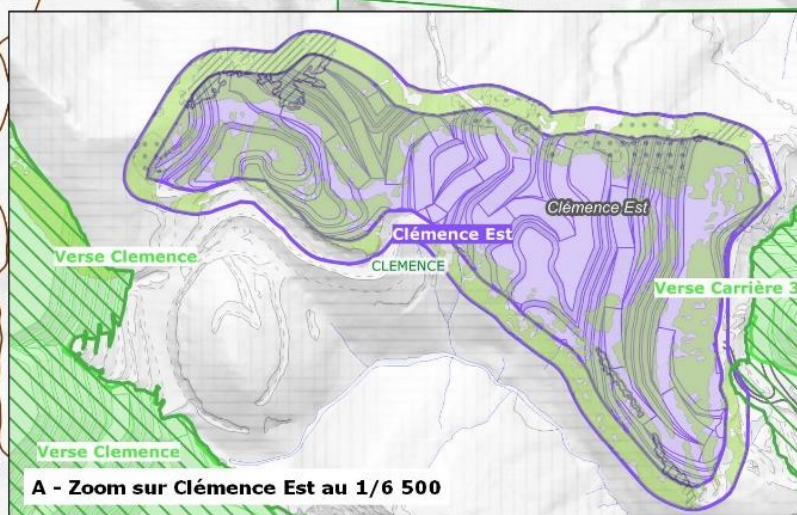 Clémence Est
Clémence Est
Verse Clemence
CLEMENCE
Verse Carrière 3
Verse Clemence
A - Zoom sur Clémence Est au 1/6 500